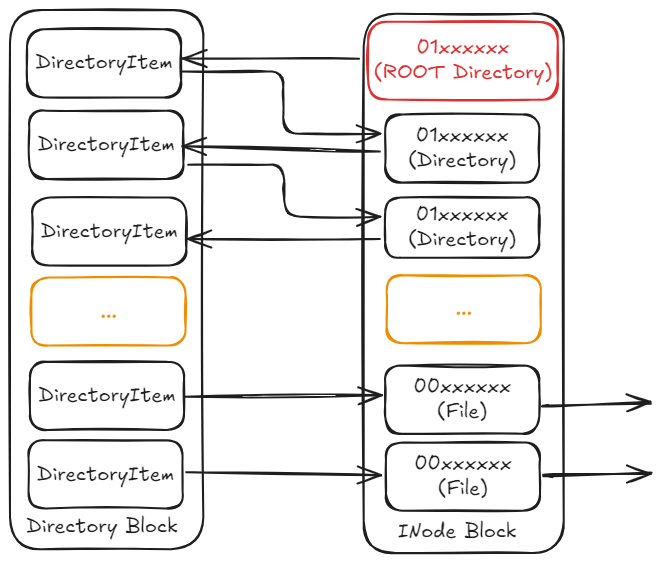 DirectoryItem
DirectoryItem
DirectoryItem
...
DirectoryItem
DirectoryItem
Directory Block
01xxxxxx
(ROOT Directory)
01xxxxxx
(Directory)
01xxxxxx
(Directory)
...
00xxxxxx
(File)
00xxxxxx
(File)
INode Block